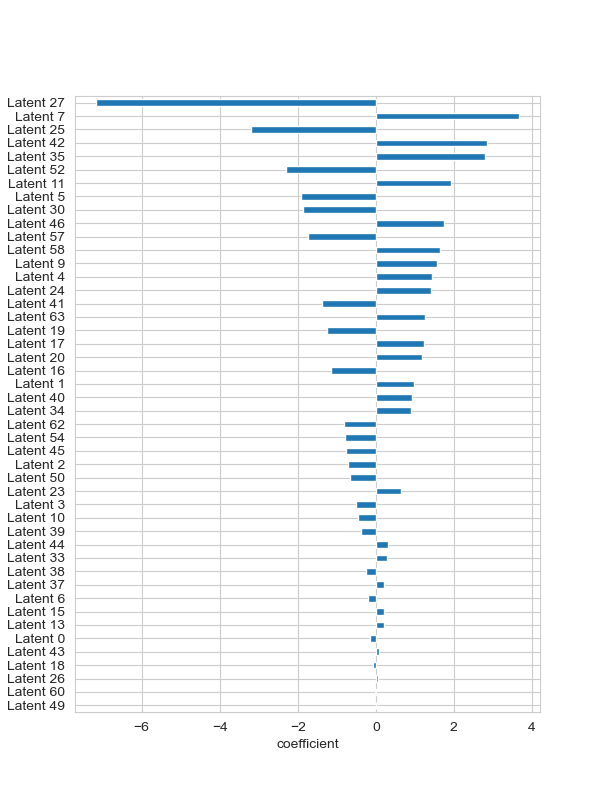 Latent 27
Latent 7
Latent 25
Latent 42
Latent 35
Latent 52
Latent 11
Latent 5
Latent 30
Latent 46
Latent 57
Latent 58
Latent 9
Latent 4
Latent 24
Latent 41
Latent 63
Latent 19
Latent 17
Latent 20
Latent 16
Latent 1
Latent 40
Latent 34
Latent 62
Latent 54
Latent 45
Latent 2
Latent 50
Latent 23
Latent 3
Latent 10
Latent 39
Latent 44
Latent 33
Latent 38
Latent 37
Latent 6
Latent 15
Latent 13
Latent 0
Latent 43
Latent 18
Latent 26
Latent 60
Latent 49
−6 −4 −2 0 2 4
coefficient